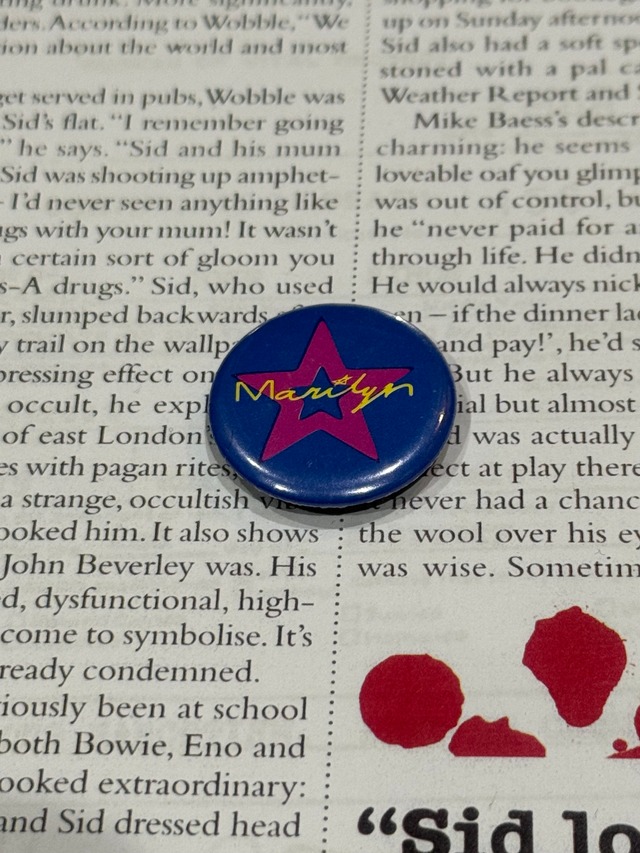 ders. According to Wobble, "We
ion about the world and most
get served in pubs, Wobble was
Sid's flat. "I remember going
" he says. "Sid and his mum
Sid was shooting up amphet-
I'd never seen anything like
ugs with your mum! It wasn't
certain sort of gloom you
s-A drugs." Sid, who used
r, slumped backwards
y trail on the wallp
pressing effect on
occult, he expl
of east London'
es with pagan rites,
a strange, occultish
ooked him. It also shows
John Beverley was. His
d, dysfunctional, high-
come to symbolise. It's
ready condemned.
iously been at school
both Bowie, Eno and
ooked extraordinary:
and Sid dressed head
Marilyn
up on Sunday afterno
Sid also had a soft sp
stoned with a pal ca
Weather Report and
Mike Baess's descr
charming: he seems
loveable oaf you glimp
was out of control, bu
he "never paid for a
through life. He didn
He would always nick
en – if the dinner la
and pay!', he'd s
But he always
ial but almost
d was actually
ect at play there
never had a chanc
the wool over his ey
was wise. Sometim
"Sid lo